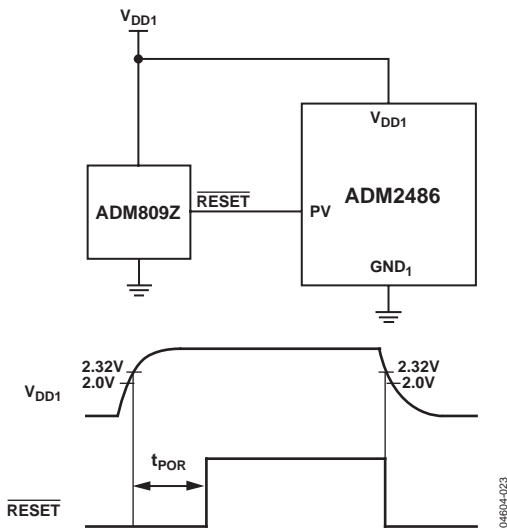 VDD1
VDD1
ADM2486
ADM809Z
RESET
PV
GND1
2.32V
2.0V
2.32V
2.0V
VDD1
tPOR
RESET
04604-023